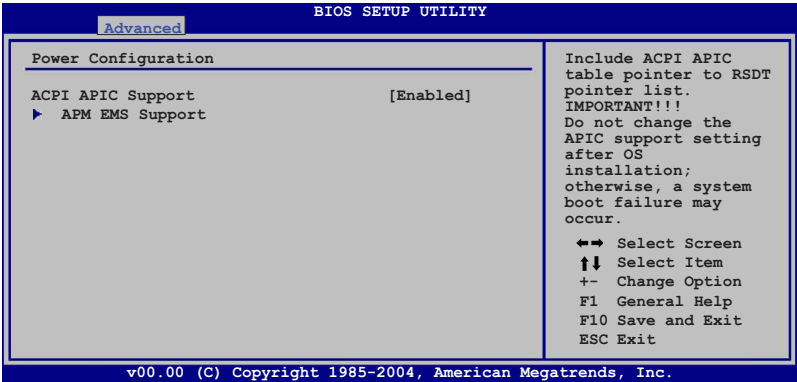 BIOS SETUP UTILITY
Advanced
Power Configuration
ACPI APIC Support [Enabled]
APM EMS Support
Include ACPI APIC
table pointer to RSDT
pointer list.
IMPORTANT!!!
Do not change the
APIC support setting
after OS
installation;
otherwise, a system
boot failure may
occur.
←→ Select Screen
↑↓ Select Item
+- Change Option
F1 General Help
F10 Save and Exit
ESC Exit
v00.00 (C) Copyright 1985-2004, American Megatrends, Inc.